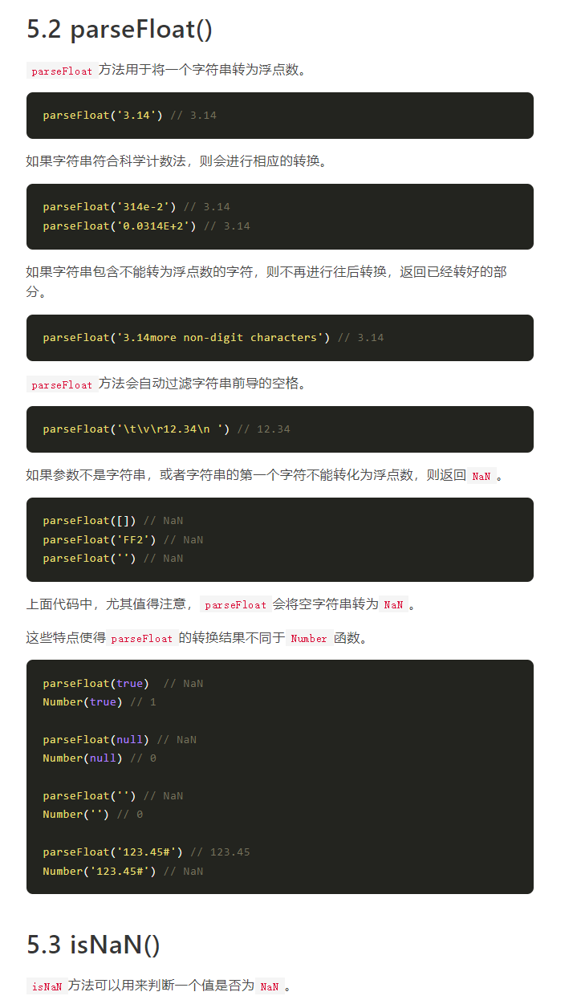 5.2 parseFloat()
parseFloat 方法用于将一个字符串转为浮点数。
parseFloat('3.14') // 3.14
如果字符串符合科学计数法，则会进行相应的转换。
parseFloat('314e-2') // 3.14
parseFloat('0.0314E+2') // 3.14
如果字符串包含不能转为浮点数的字符，则不再进行往后转换，返回已经转好的部
分。
parseFloat('3.14more non-digit characters') // 3.14
parseFloat 方法会自动过滤字符串前导的空格。
parseFloat('\t\v\r12.34\n ') // 12.34
如果参数不是字符串，或者字符串的第一个字符不能转化为浮点数，则返回 NaN 。
parseFloat([]) // NaN
parseFloat('FF2') // NaN
parseFloat('') // NaN
上面代码中，尤其值得注意， parseFloat 会将空字符串转为 NaN 。
这些特点使得 parseFloat 的转换结果不同于 Number 函数。
parseFloat(true)  // NaN
Number(true) // 1
parseFloat(null) // NaN
Number(null) // 0
parseFloat('') // NaN
Number('') // 0
parseFloat('123.45#') // 123.45
Number('123.45#') // NaN
5.3 isNaN()
isNaN 方法可以用来判断一个值是否为 NaN 。